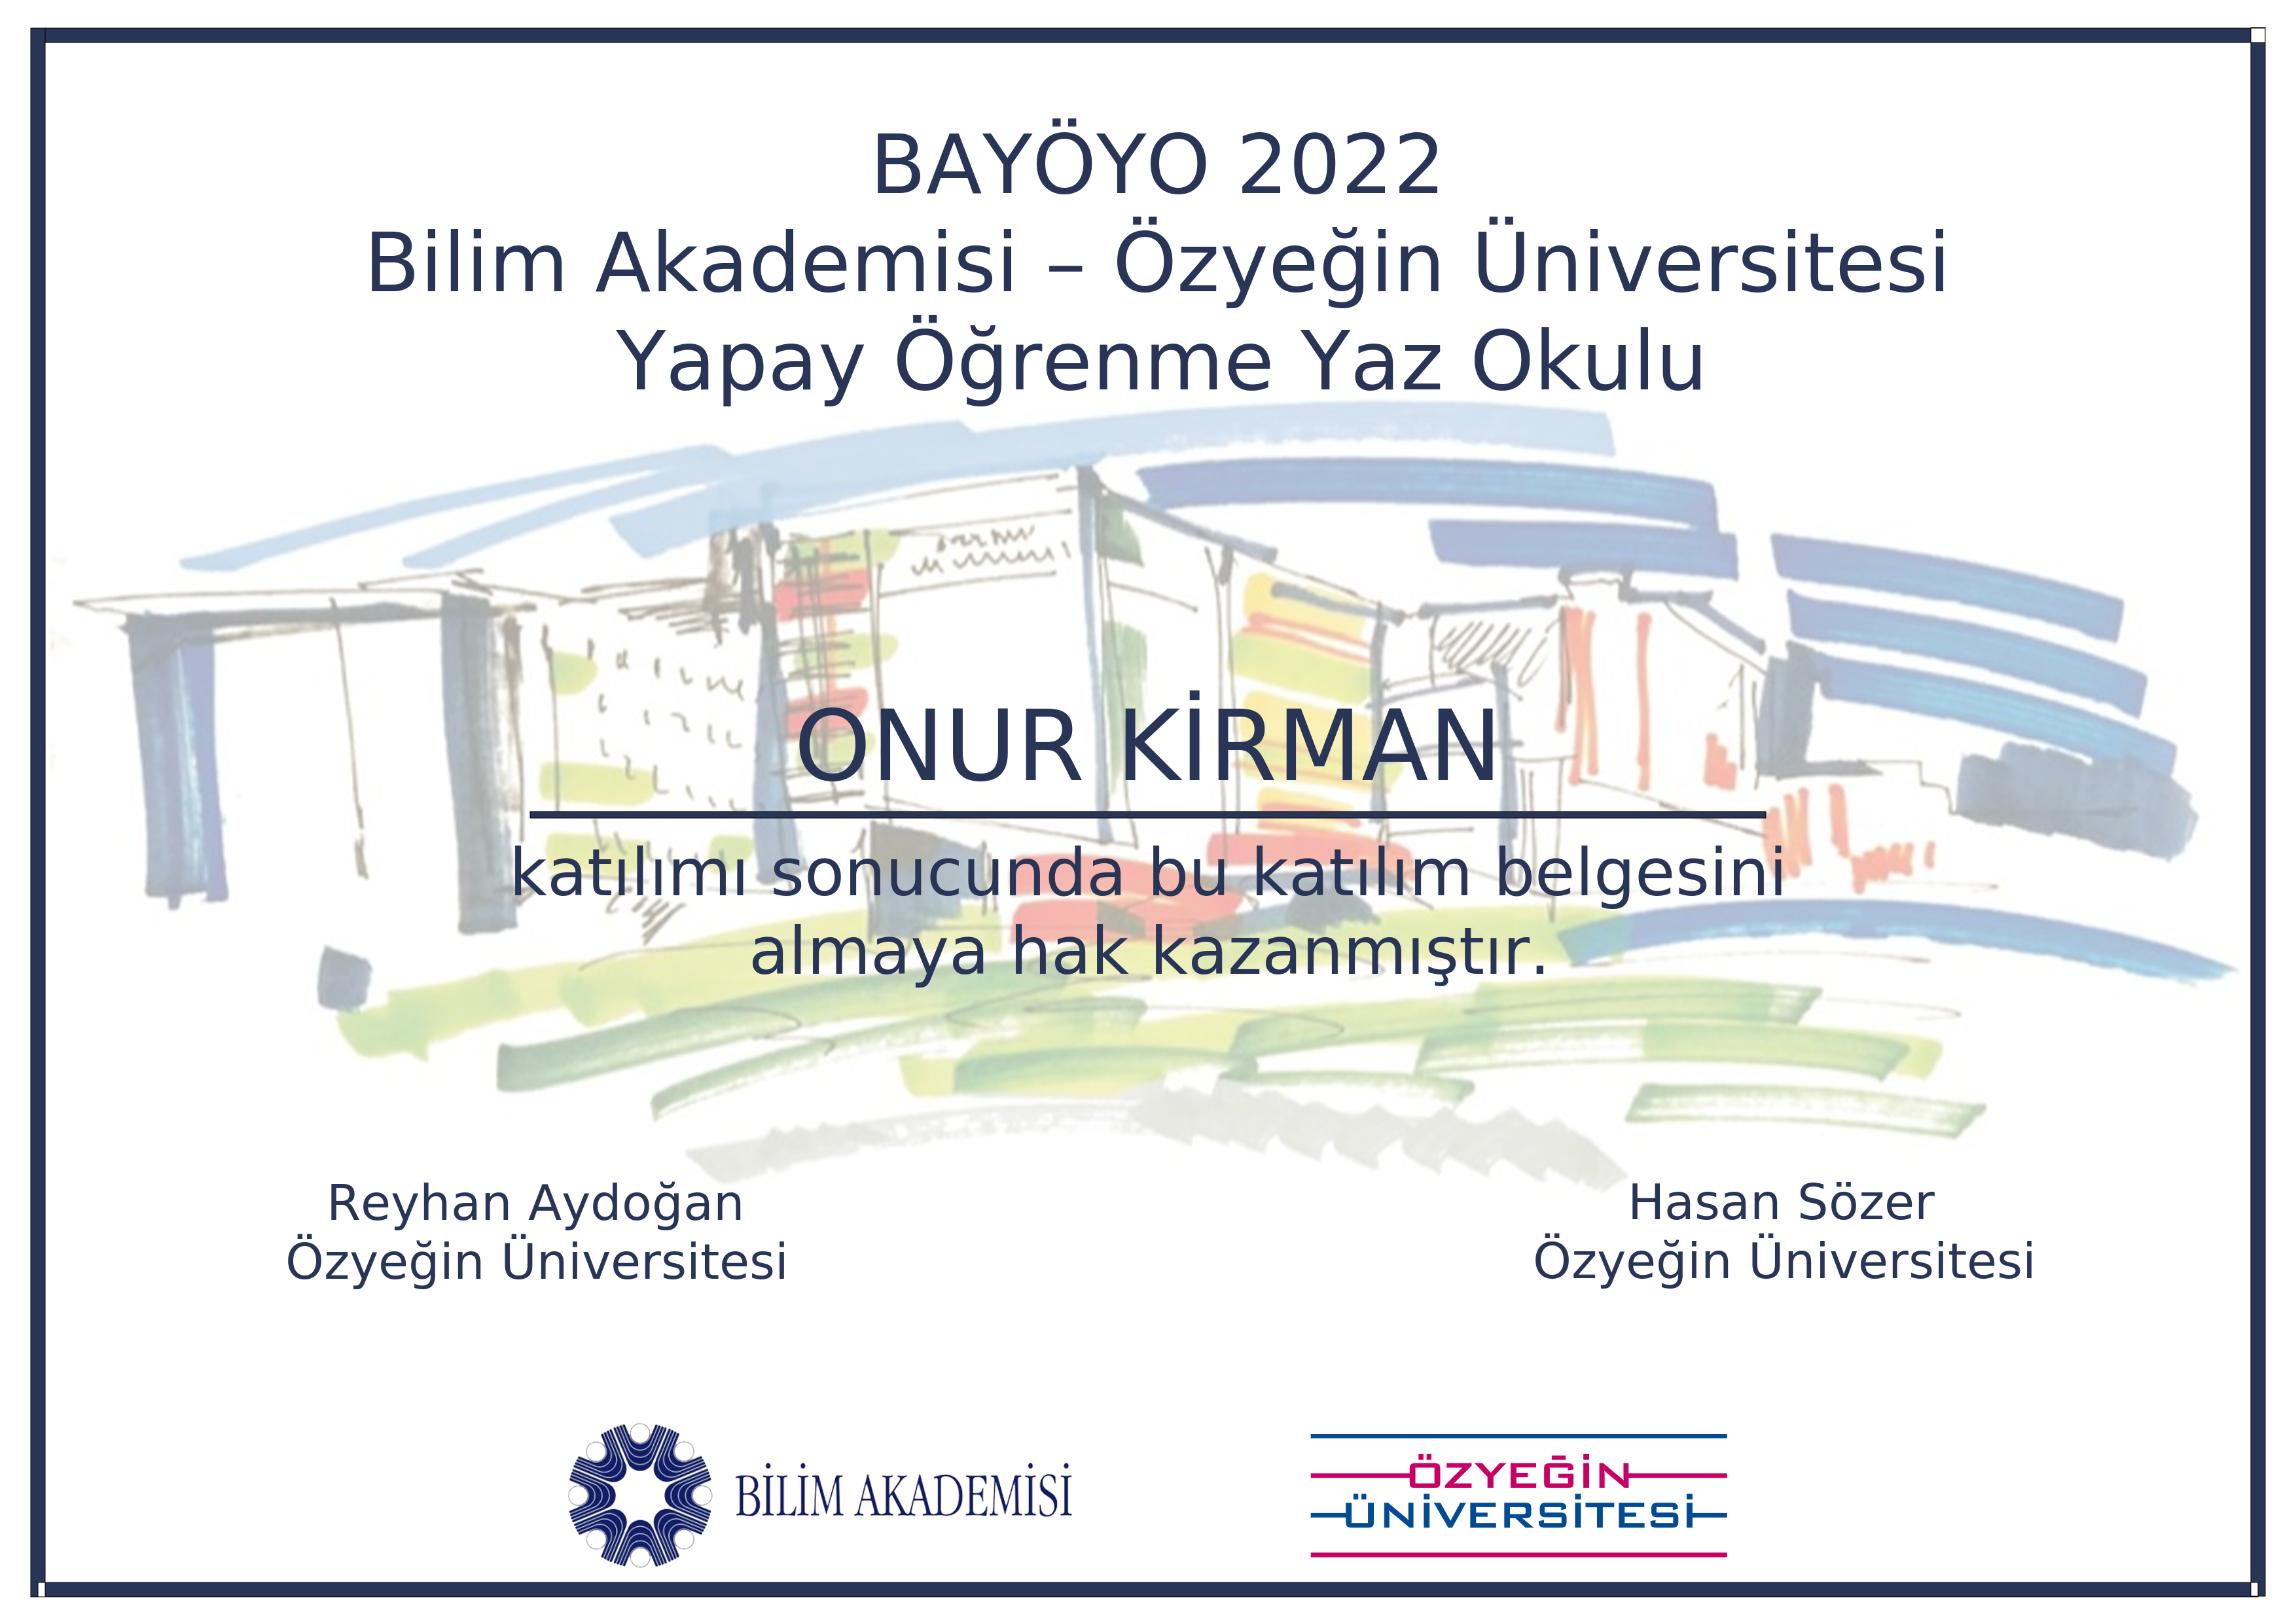 BAYÖYO 2022
Bilim Akademisi – Özyeğin Üniversitesi
Yapay Öğrenme Yaz Okulu
ONUR KİRMAN
katılımı sonucunda bu katılım belgesini
almaya hak kazanmıştır.
Reyhan Aydoğan
Özyeğin Üniversitesi
Hasan Sözer
Özyeğin Üniversitesi
BİLİM AKADEMİSİ
ÖZYEĞİN
ÜNİVERSİTESİ